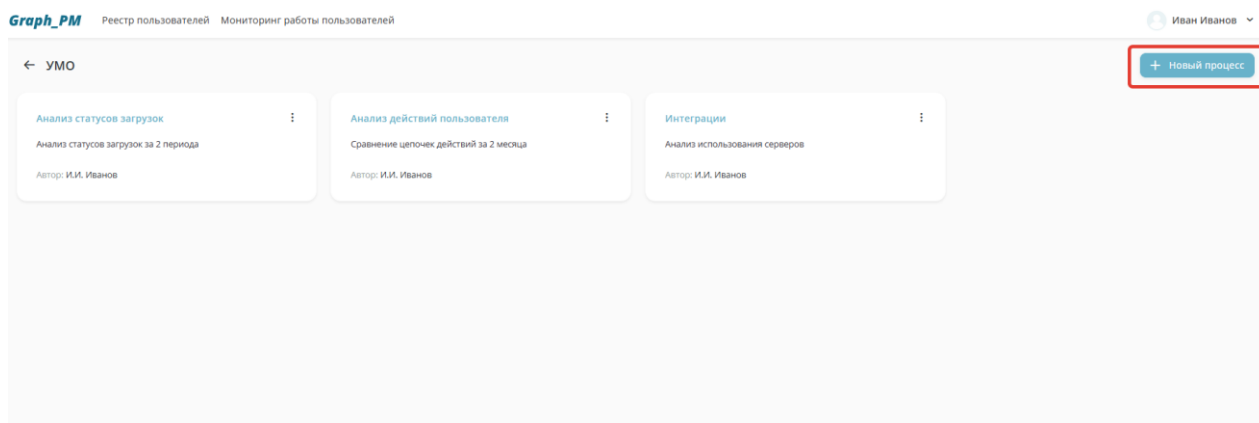 Graph_PM Реестр пользователей Мониторинг работы пользователей Иван Иванов
УМО + Новый процесс
Анализ статусов загрузок
Анализ статусов загрузок за 2 периода
Автор: И.И. Иванов
Анализ действий пользователя
Сравнение цепочек действий за 2 месяца
Автор: И.И. Иванов
Интеграции
Анализ использования серверов
Автор: И.И. Иванов